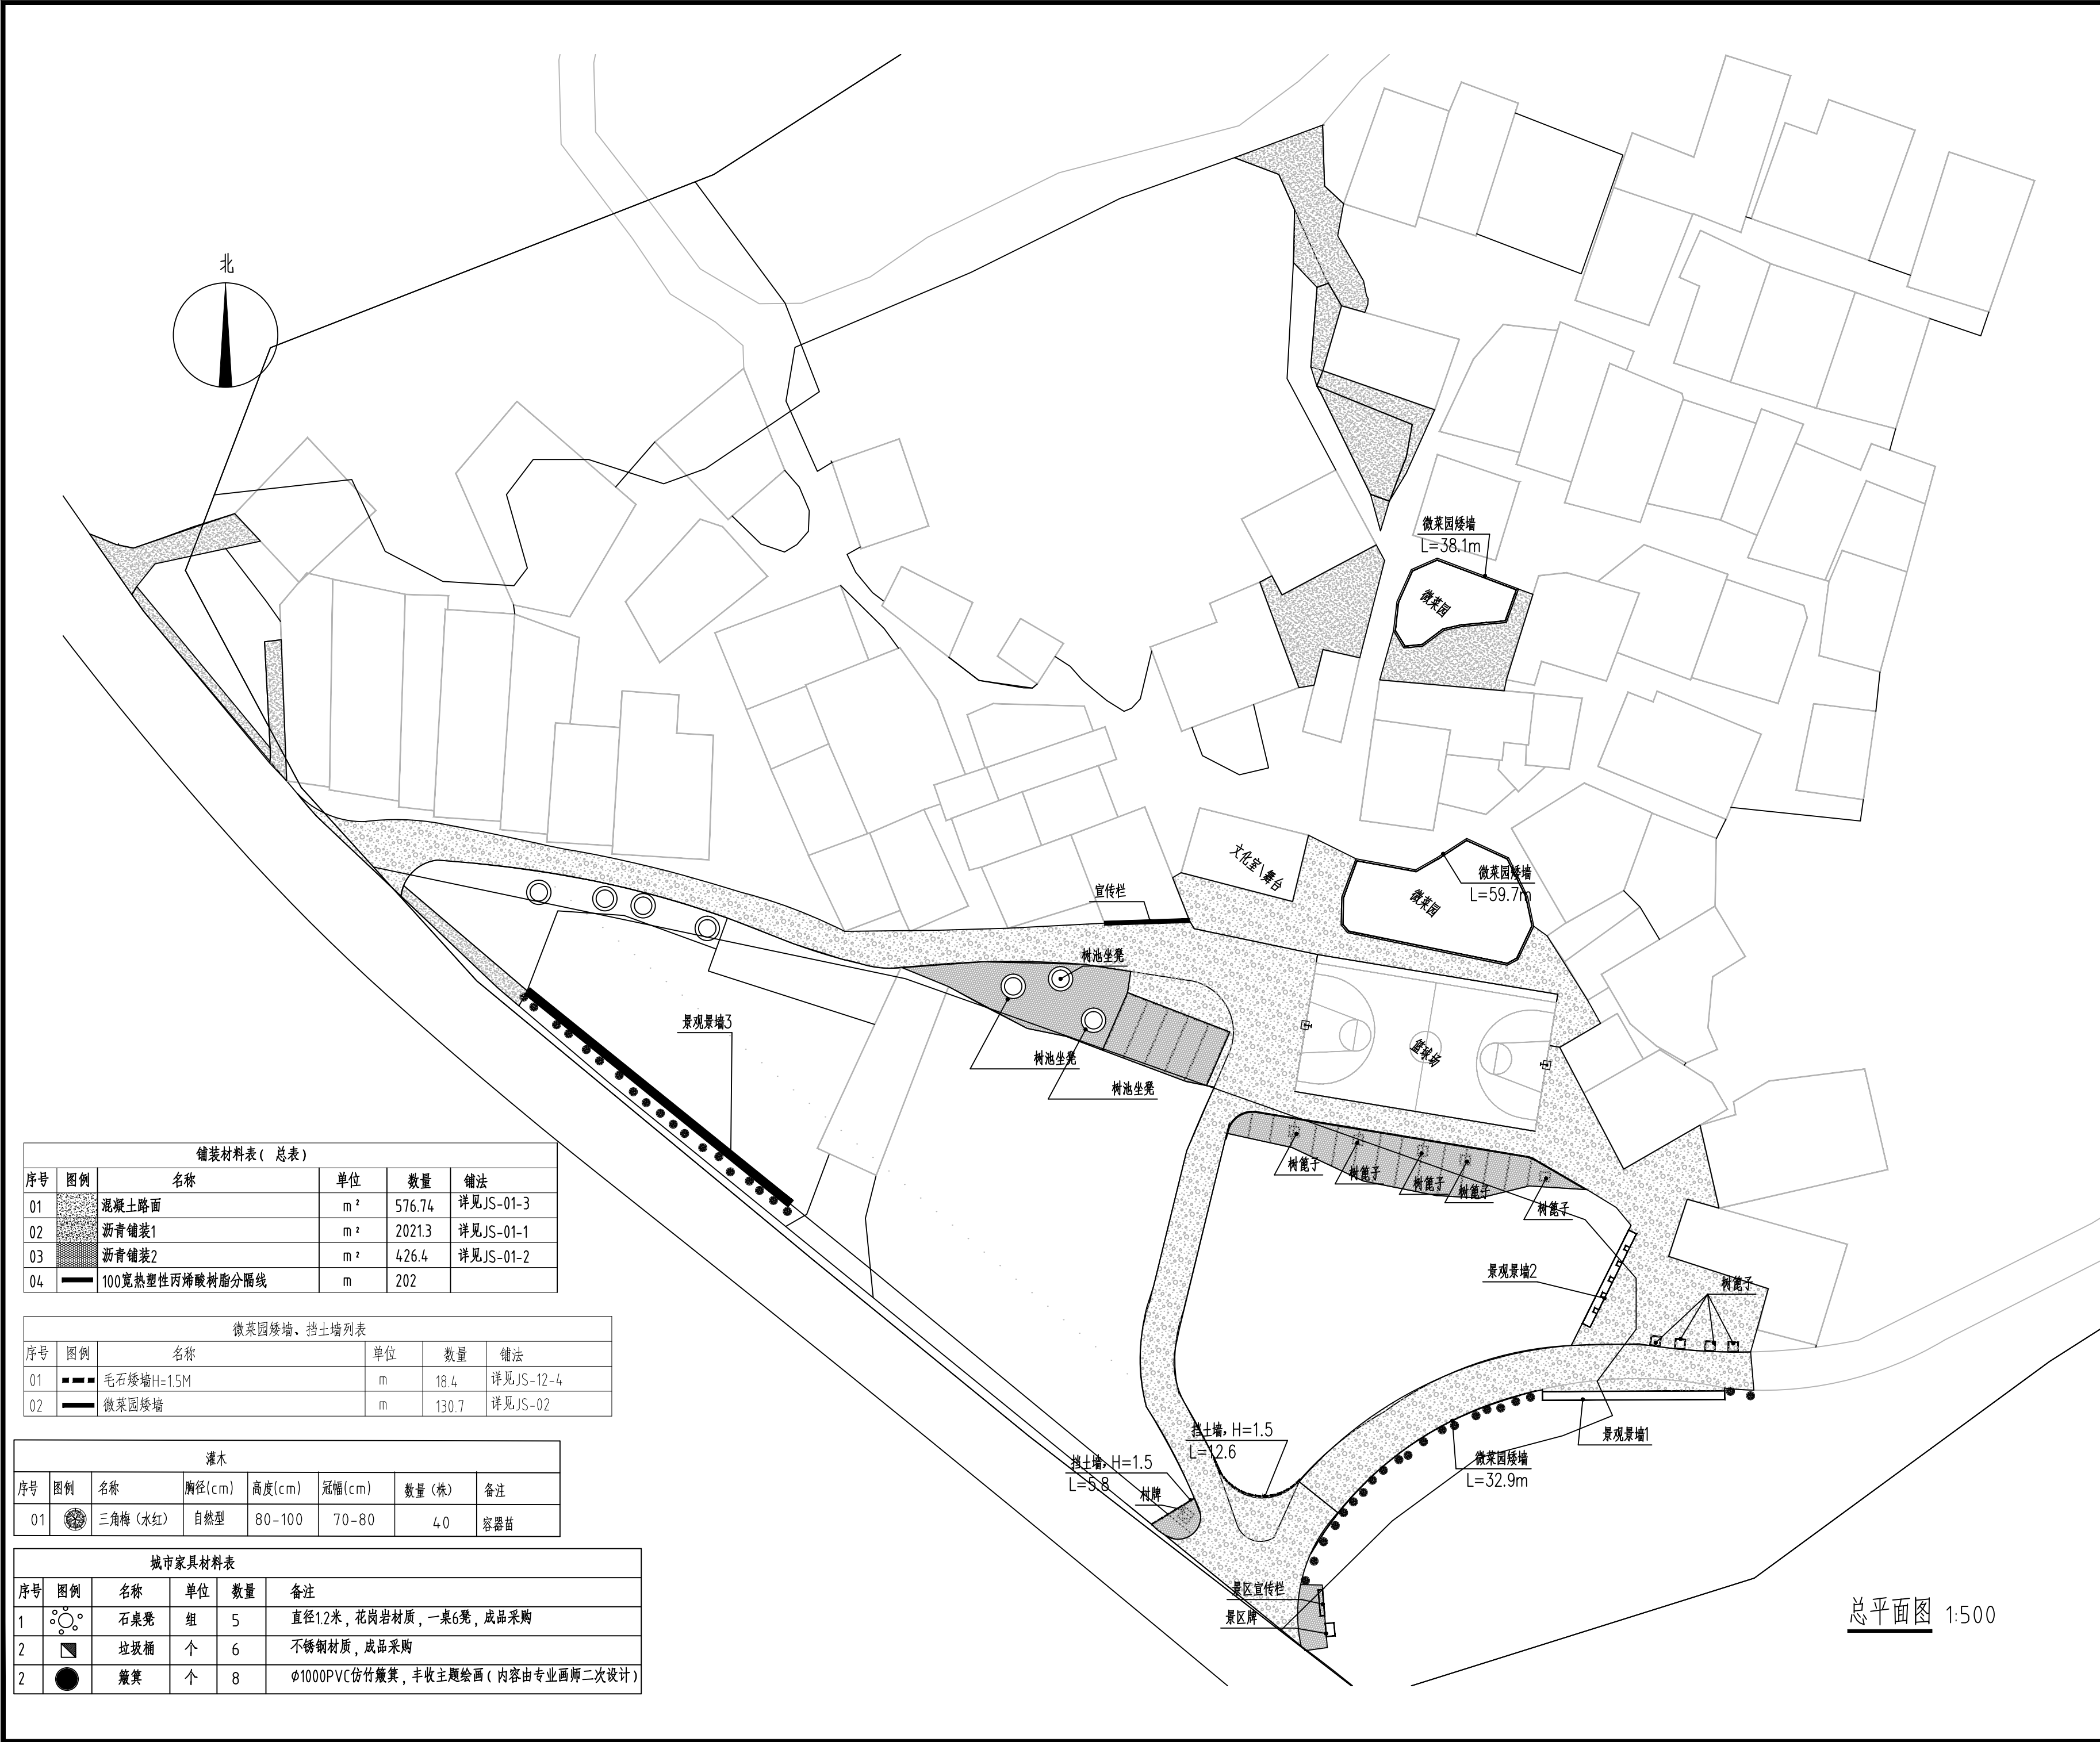 北
微菜园矮墙
L=38.1m
微菜园
文化室\舞台
微菜园矮墙
L=59.7m
微菜园
宣传栏
树池坐凳
景观景墙3
树池坐凳
树池坐凳
篮球场
树篦子
树篦子
树篦子
树篦子
树篦子
景观景墙2
树篦子
景观景墙1
挡土墙，H=1.5
L=12.6
挡土墙，H=1.5
L=5.8
村牌
微菜园矮墙
L=32.9m
景区宣传栏
景区牌
总平面图 1:500
铺装材料表( 总表)
序号 图例 名称 单位 数量 铺法
01 混凝土路面 m² 576.74 详见JS-01-3
02 沥青铺装1 m² 2021.3 详见JS-01-1
03 沥青铺装2 m² 426.4 详见JS-01-2
04 100宽热塑性丙烯酸树脂分隔线 m 202
微菜园矮墙、挡土墙列表
序号 图例 名称 单位 数量 铺法
01 毛石矮墙H=1.5M m 18.4 详见JS-12-4
02 微菜园矮墙 m 130.7 详见JS-02
灌木
序号 图例 名称 胸径(cm) 高度(cm) 冠幅(cm) 数量（株） 备注
01 三角梅（水红） 自然型 80-100 70-80 40 容器苗
城市家具材料表
序号 图例 名称 单位 数量 备注
1 石桌凳 组 5 直径1.2米，花岗岩材质，一桌6凳，成品采购
2 垃圾桶 个 6 不锈钢材质，成品采购
2 簸箕 个 8 φ1000PVC仿竹簸箕，丰收主题绘画(内容由专业画师二次设计)